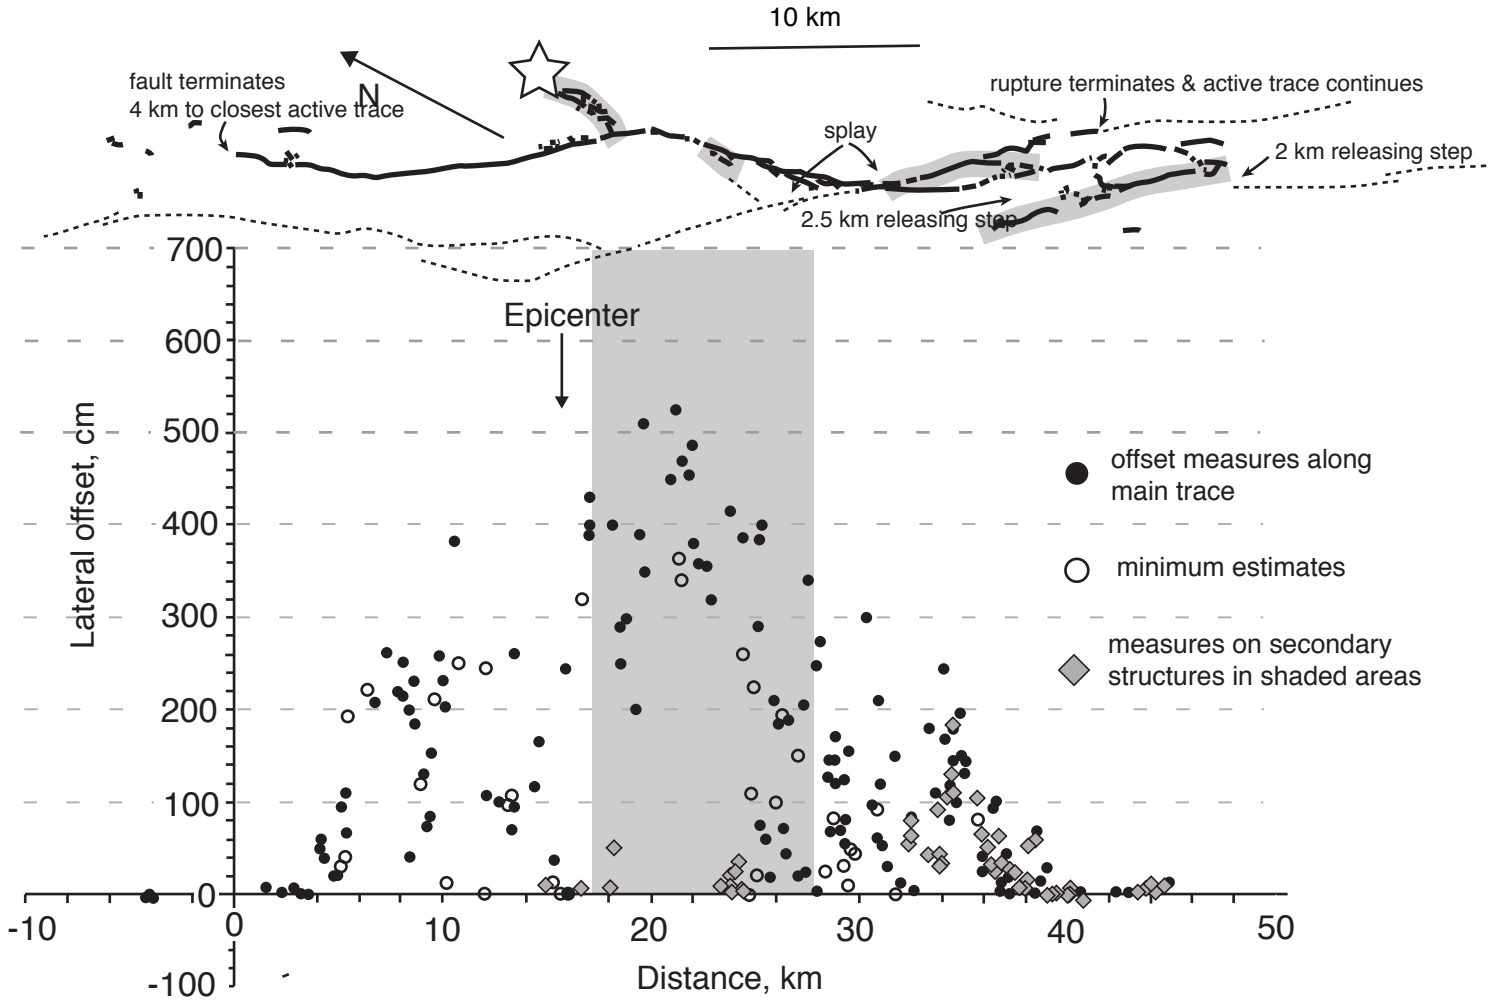 10 km
fault terminates
4 km to closest active trace
N
rupture terminates & active trace continues
splay
2 km releasing step
2.5 km releasing step
700
600
500
400
300
200
100
0
-100
Lateral offset, cm
Epicenter
offset measures along
main trace
minimum estimates
measures on secondary
structures in shaded areas
-10
0
10
20
30
40
50
Distance, km